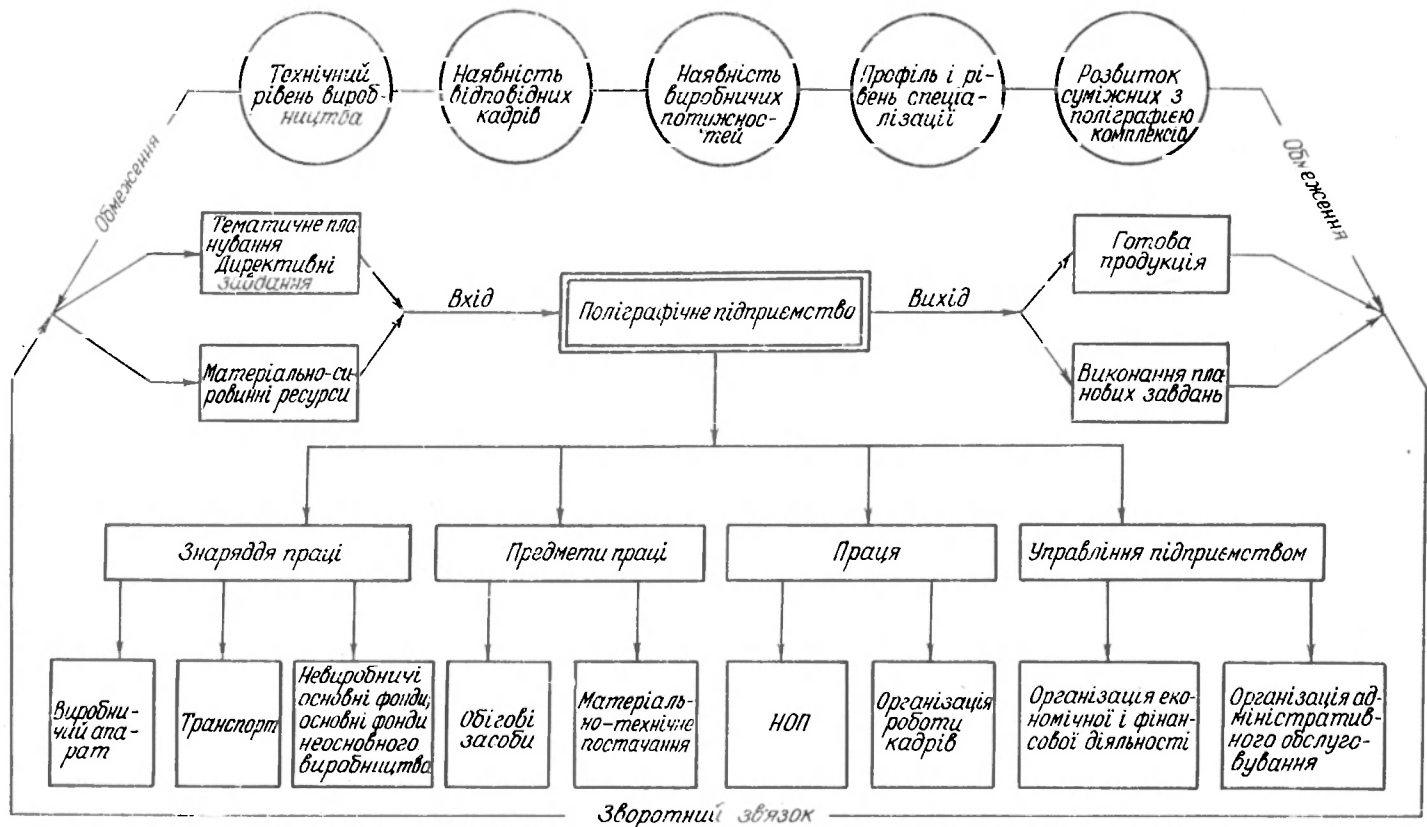 Технічний
рівень вироб-
ництва
Наявність
відповідних
кадрів
Наявність
виробничих
потижнос-
тей
Профіль і рі-
вень спеціа-
лізації
Розвиток
суміжних з
поліграфією
комплексів
Обмеження
Обмеження
Тематичне пла
нування
Директивні
завдання
Матеріально-си-
ровинні ресурси
Вхід
Поліграфічне підприємство
Вихід
Готова
продукція
Виконання пла-
нових завдань
Знаряддя праці
Предмети праці
Праця
Управління підприємством
Виробни-
чий апа-
рат
Транспорт
Невиробничі
основні фонди;
основні фонди
неосновного
виробництва
Обігові
засоби
Матеріаль-
но-технічне
постачання
НОП
Організація
роботи
кадрів
Організація еко-
номічної і фінан-
сової діяльності
Організація ад-
міністратив-
ного обслуго-
вування
Зворотний зв'язок